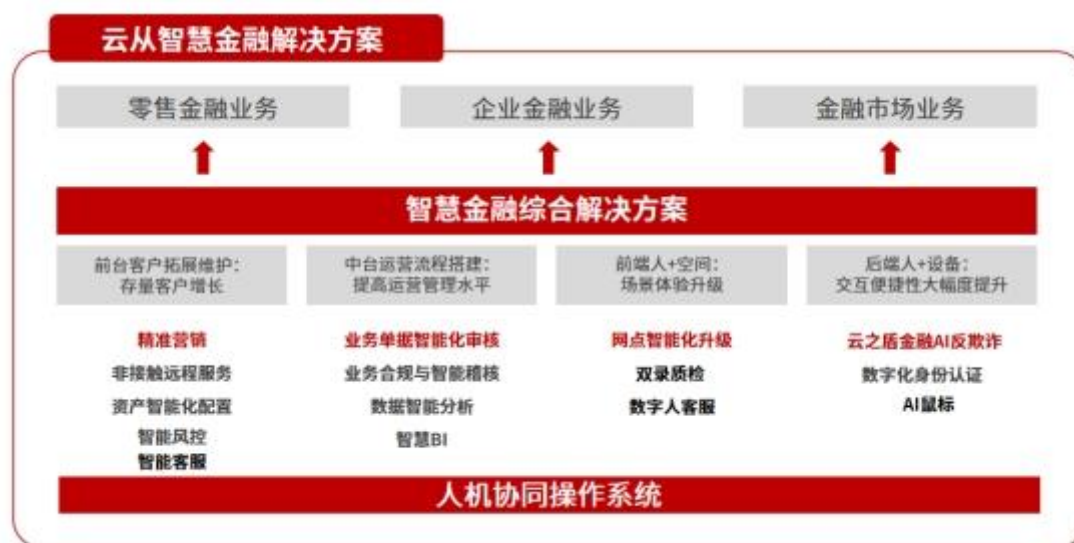 云从智慧金融解决方案
零售金融业务
企业金融业务
金融市场业务
智慧金融综合解决方案
前台客户拓展维护：
存量客户增长
中台运营流程搭建：
提高运营管理水平
前端人+空间：
场景体验升级
后端人+设备：
交互便捷性大幅度提升
精准营销
非接触远程服务
资产智能化配置
智能风控
智能客服
业务单据智能化审核
业务合规与智能稽核
数据智能分析
智慧BI
网点智能化升级
双录质检
数字人客服
云之盾金融AI反欺诈
数字化身份认证
AI鼠标
人机协同操作系统